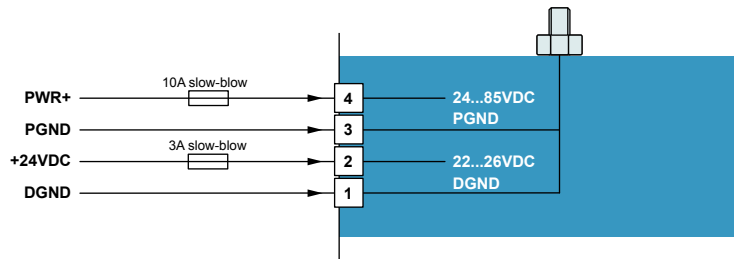 10A slow-blow
PWR+ 4 24...85VDC
PGND 3 PGND
3A slow-blow
+24VDC 2 22...26VDC
DGND 1 DGND